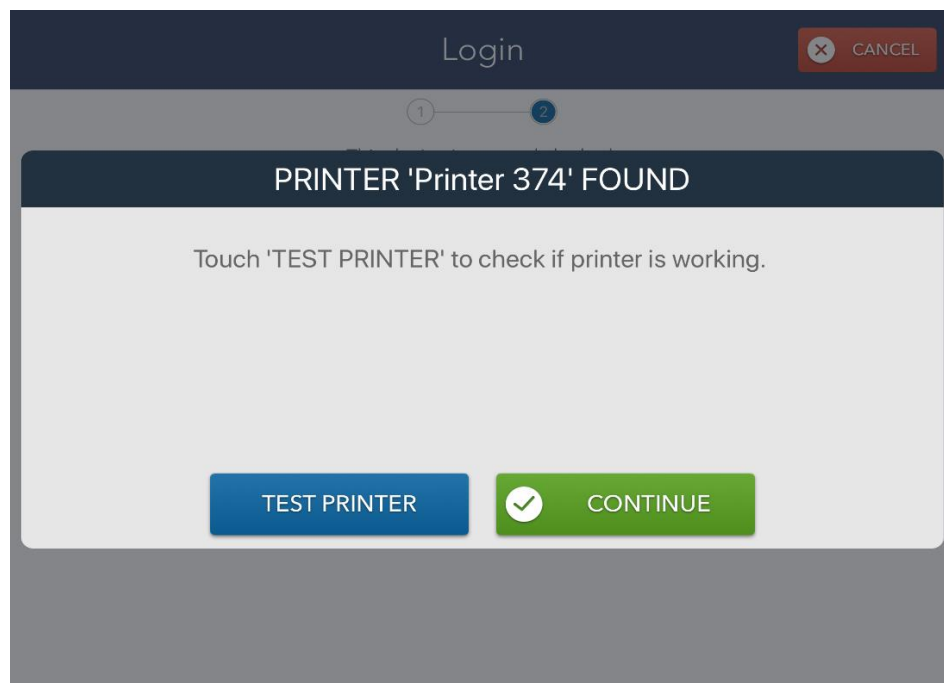 Login
CANCEL
1
2
PRINTER 'Printer 374' FOUND
Touch 'TEST PRINTER' to check if printer is working.
TEST PRINTER
CONTINUE